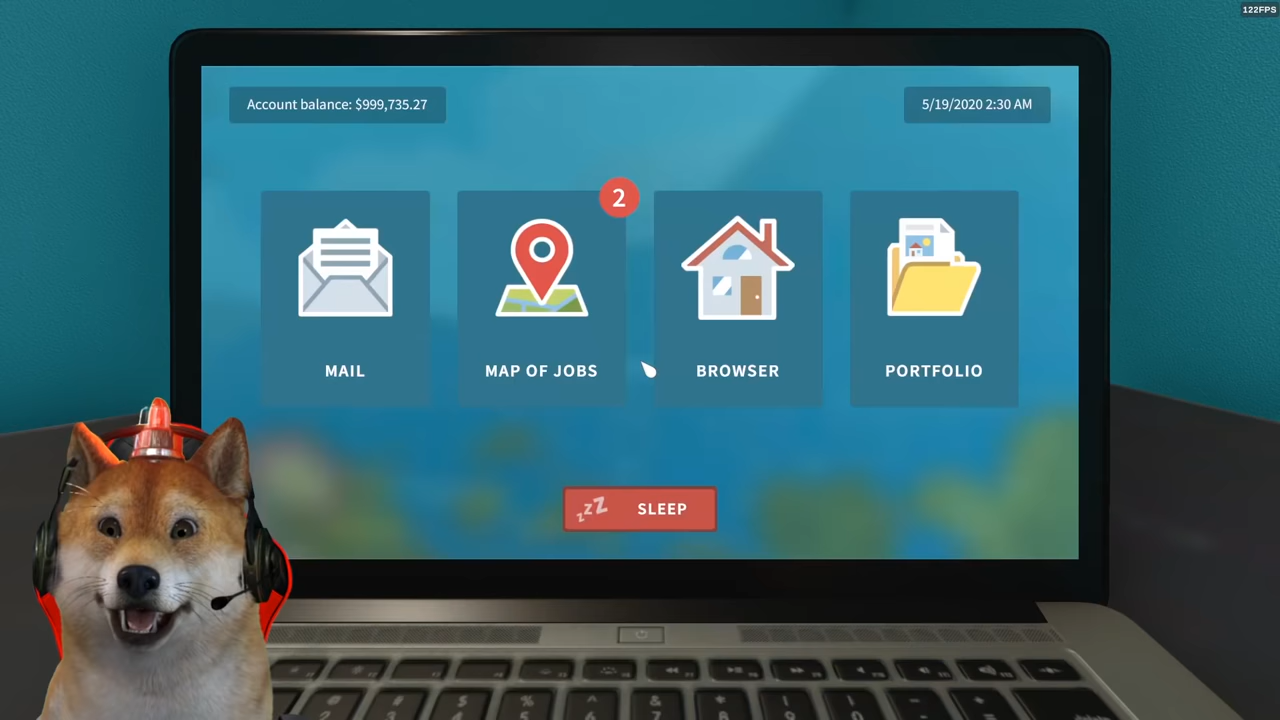 122FPS
Account balance: $999,735.27
5/19/2020 2:30 AM
2
MAIL
MAP OF JOBS
BROWSER
PORTFOLIO
zzZ
SLEEP